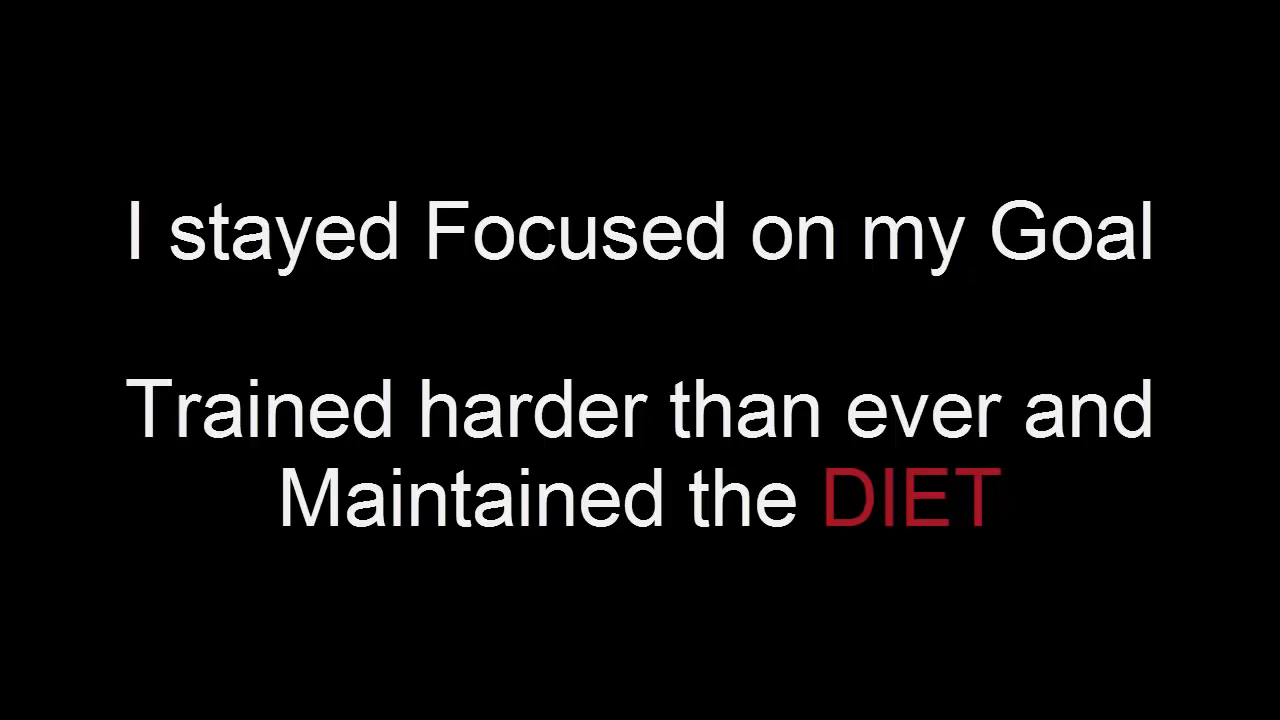 I stayed Focused on my Goal
Trained harder than ever and
Maintained the DIET